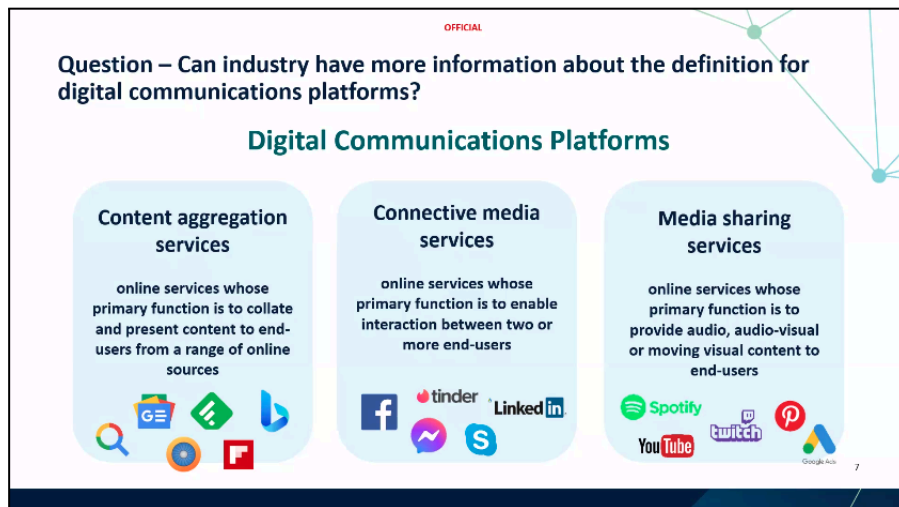 OFFICIAL
Question – Can industry have more information about the definition for
digital communications platforms?
Digital Communications Platforms
Content aggregation
services
online services whose
primary function is to collate
and present content to end-
users from a range of online
sources
GE
Connective media
services
online services whose
primary function is to enable
interaction between two or
more end-users
tinder
LinkedIn
Media sharing
services
online services whose
primary function is to
provide audio, audio-visual
or moving visual content to
end-users
Spotify
twitch
YouTube
Google Ads
7